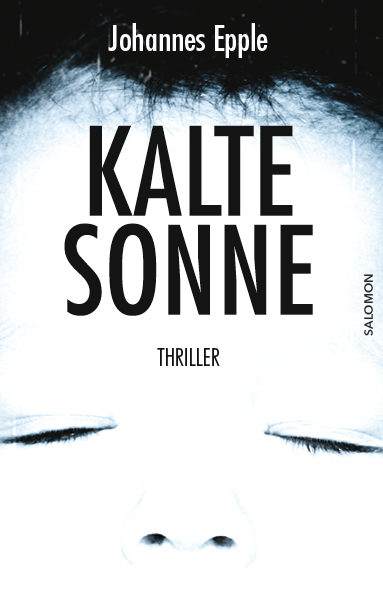 Johannes Epple
KALTE
SONNE
SALOMON
THRILLER